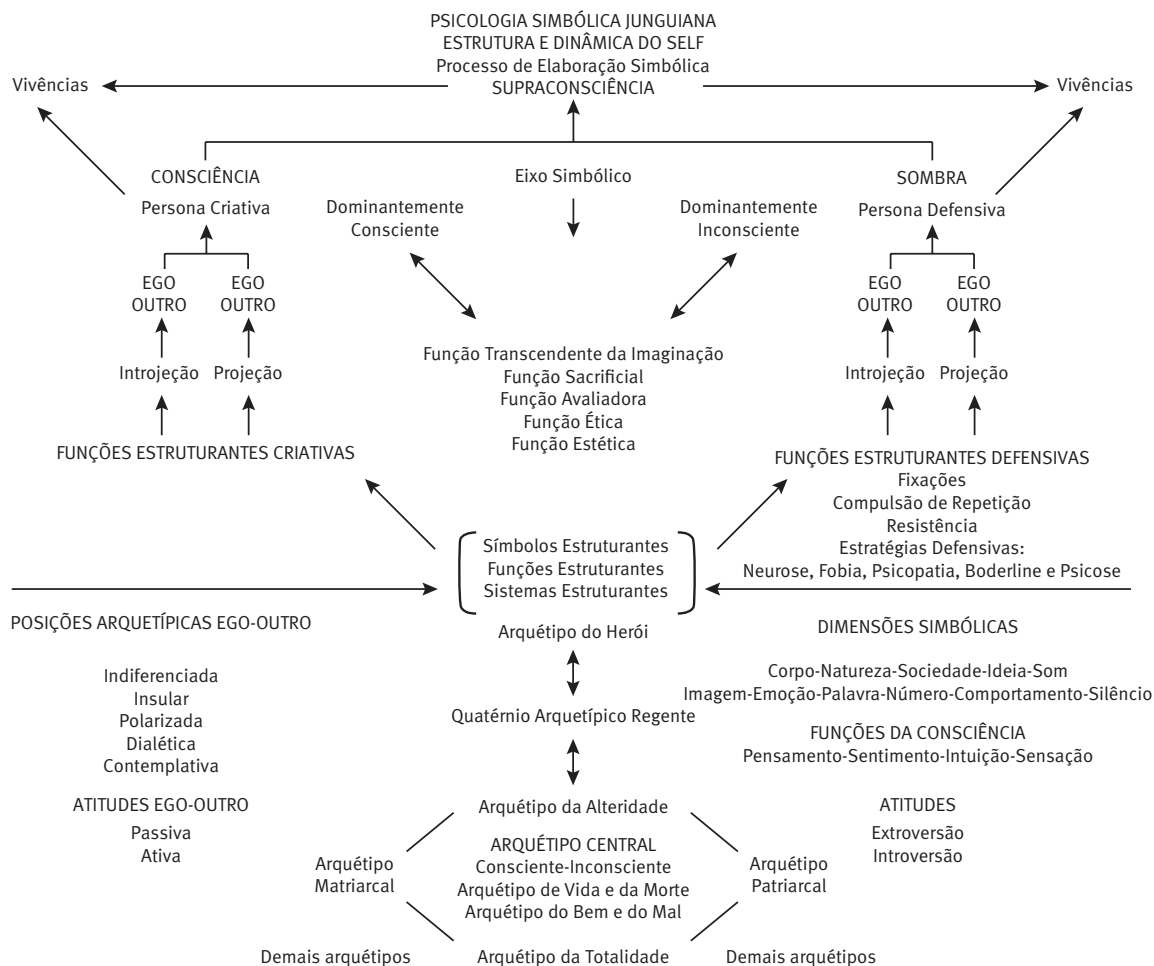 PSICOLOGIA SIMBÓLICA JUNGUIANA
ESTRUTURA E DINÂMICA DO SELF
Processo de Elaboração Simbólica
SUPRACONSCIÊNCIA
Vivências
Vivências
CONSCIÊNCIA
Persona Criativa
Eixo Simbólico
Dominantemente
Consciente
Dominantemente
Inconsciente
SOMBRA
Persona Defensiva
EGO
OUTRO
EGO
OUTRO
EGO
OUTRO
EGO
OUTRO
Introjeção
Projeção
Função Transcendente da Imaginação
Função Sacrificial
Função Avaliadora
Função Ética
Função Estética
Introjeção
Projeção
FUNÇÕES ESTRUTURANTES CRIATIVAS
FUNÇÕES ESTRUTURANTES DEFENSIVAS
Fixações
Compulsão de Repetição
Resistência
Estratégias Defensivas:
Neurose, Fobia, Psicopatia, Boderline e Psicose
Símbolos Estruturantes
Funções Estruturantes
Sistemas Estruturantes
POSIÇÕES ARQUETÍPICAS EGO-OUTRO
Indiferenciada
Insular
Polarizada
Dialética
Contemplativa
ATITUDES EGO-OUTRO
Passiva
Ativa
Arquétipo do Herói
Quatérnio Arquetípico Regente
DIMENSÕES SIMBÓLICAS
Corpo-Natureza-Sociedade-Ideia-Som
Imagem-Emoção-Palavra-Número-Comportamento-Silêncio
FUNÇÕES DA CONSCIÊNCIA
Pensamento-Sentimento-Intuição-Sensação
ATITUDES
Extroversão
Introversão
Arquétipo da Alteridade
Arquétipo
Matriarcal
ARQUÉTIPO CENTRAL
Consciente-Inconsciente
Arquétipo de Vida e da Morte
Arquétipo do Bem e do Mal
Arquétipo
Patriarcal
Demais arquétipos
Arquétipo da Totalidade
Demais arquétipos